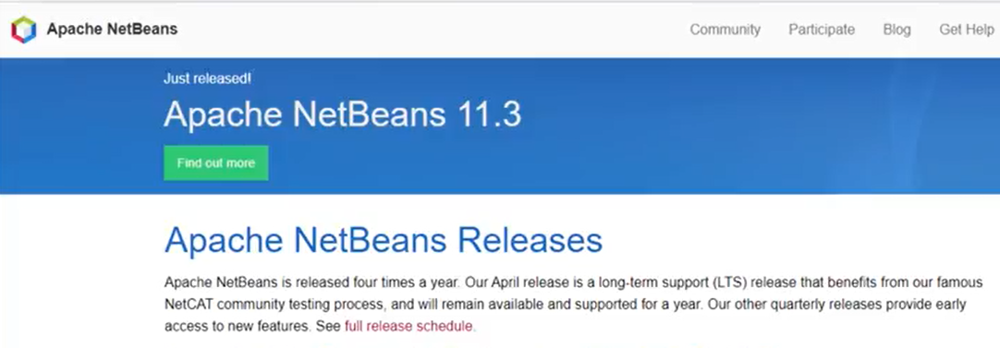 Apache NetBeans
Community Participate Blog Get Help
Just released!
Apache NetBeans 11.3
Find out more
Apache NetBeans Releases
Apache NetBeans is released four times a year. Our April release is a long-term support (LTS) release that benefits from our famous
NetCAT community testing process, and will remain available and supported for a year. Our other quarterly releases provide early
access to new features. See full release schedule.